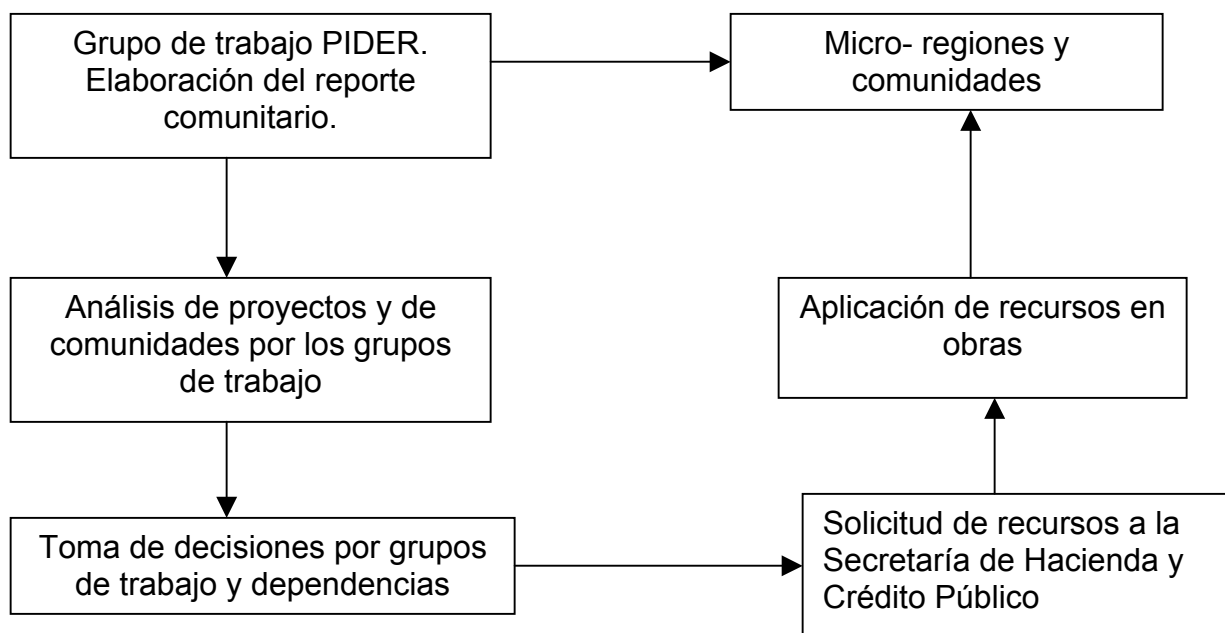 Grupo de trabajo PIDER.
Elaboración del reporte
comunitario.
Micro- regiones y
comunidades
Análisis de proyectos y de
comunidades por los grupos
de trabajo
Aplicación de recursos en
obras
Toma de decisiones por grupos
de trabajo y dependencias
Solicitud de recursos a la
Secretaría de Hacienda y
Crédito Público